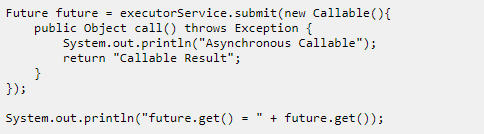 Future future = executorService.submit(new Callable(){
    public Object call() throws Exception {
        System.out.println("Asynchronous Callable");
        return "Callable Result";
    }
});

System.out.println("future.get() = " + future.get());